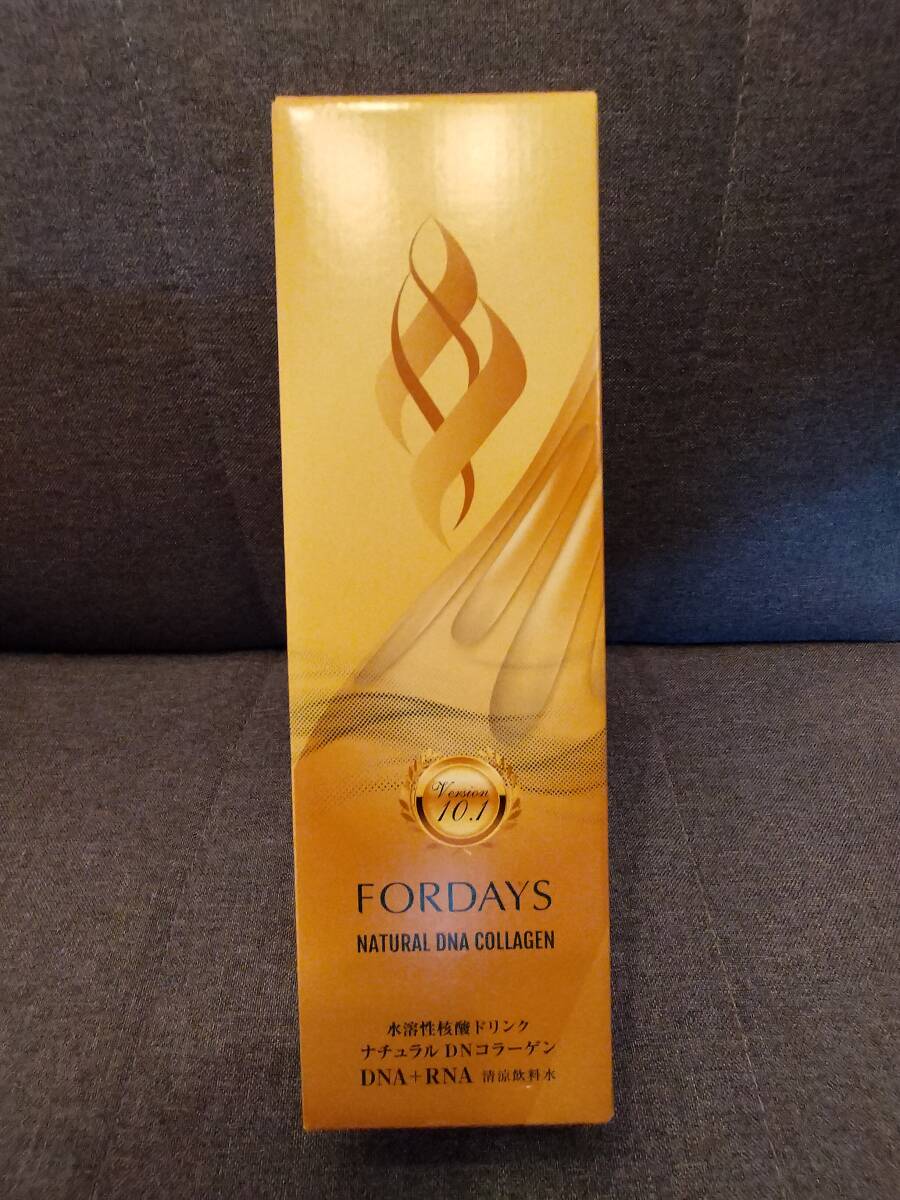 Version
10.1
FORDAYS
NATURAL DNA COLLAGEN
水溶性核酸ドリンク
ナチュラル DNコラーゲン
DNA+RNA 清涼飲料水